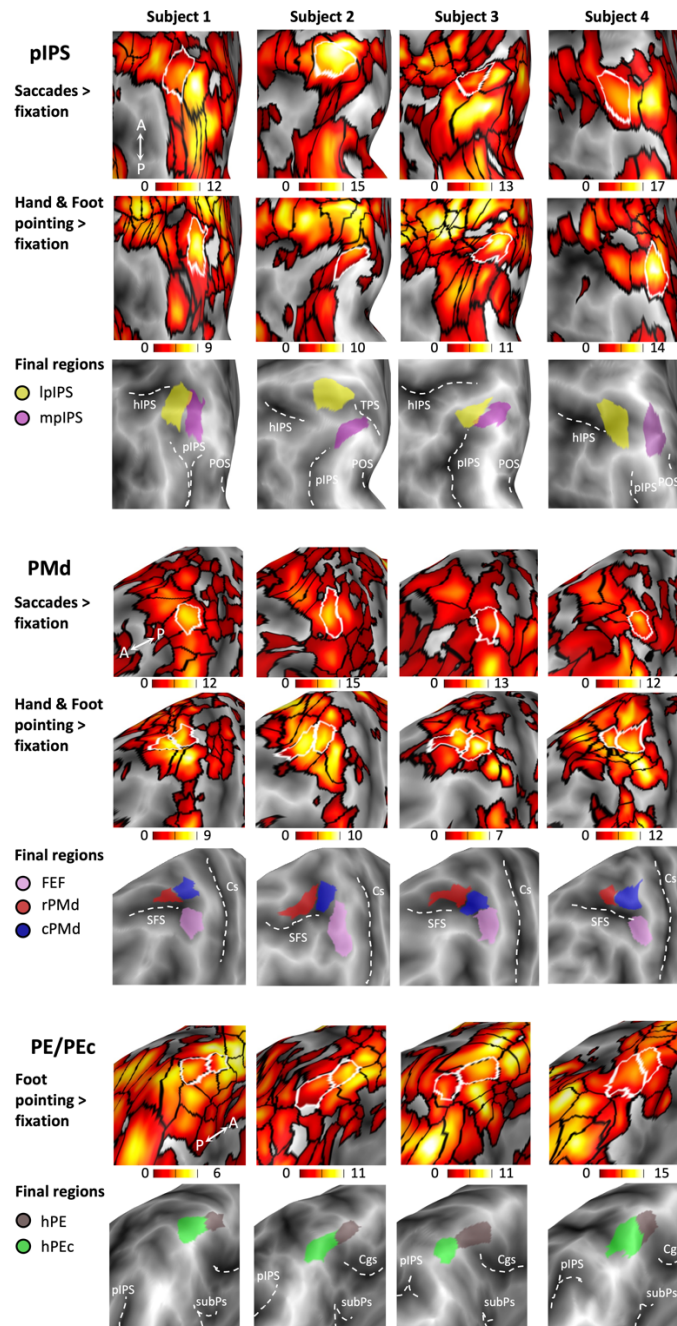 Subject 1 Subject 2 Subject 3 Subject 4
pIPS
Saccades >
fixation
A
P
0 12 0 15 0 13 0 17
Hand & Foot
pointing >
fixation
0 9 0 10 0 11 0 14
Final regions
lpIPS
mpIPS
hIPS pIPS POS
hIPS TPS pIPS
hIPS pIPS POS
hIPS pIPS POS
PMd
Saccades >
fixation
A P
0 12 0 15 0 13 0 12
Hand & Foot
pointing >
fixation
0 9 0 10 0 7 0 12
Final regions
FEF
rPMd
cPMd
SFS Cs
SFS Cs
SFS Cs
SFS Cs
PE/PEc
Foot
pointing >
fixation
P A
0 6 0 11 0 11 0 15
Final regions
hPE
hPEc
pIPS subPs
pIPS Cgs subPs
pIPS Cgs subPs
pIPS Cgs subPs